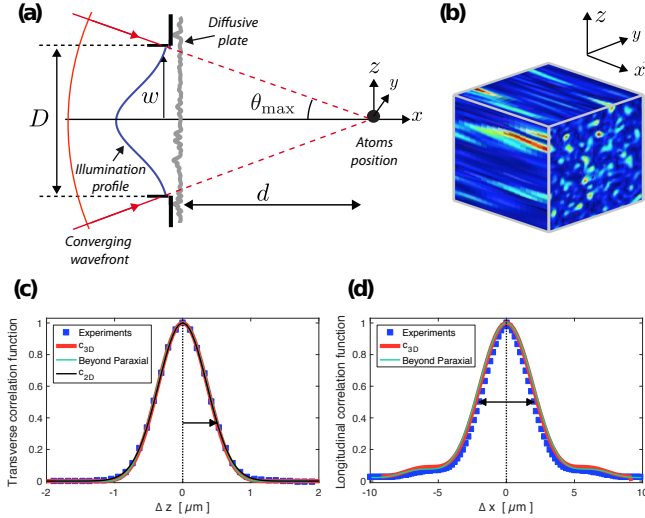 (a)
Diffusive
plate
D
w
θmax
z
y
x
Atoms
position
Illumination
profile
d
Converging
wavefront
(b)
z
y
x
(c)
Transverse correlation function
1
0.8
0.6
0.4
0.2
0
Experiments
c3D
Beyond Paraxial
c2D
-2
-1
0
1
2
Δ z [ μm ]
(d)
Longitudinal correlation function
1
0.8
0.6
0.4
0.2
0
Experiments
c3D
Beyond Paraxial
-10
-5
0
5
10
Δ x [ μm ]